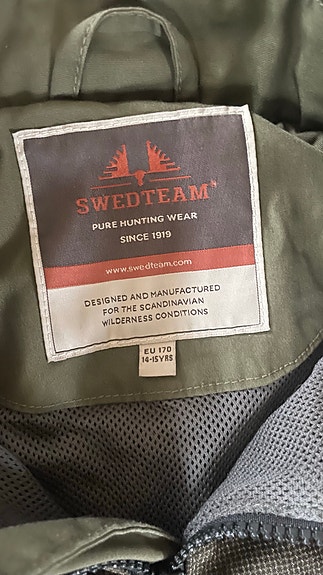 SWEDTEAM
PURE HUNTING WEAR
SINCE 1919
www.swedteam.com
DESIGNED AND MANUFACTURED
FOR THE SCANDINAVIAN
WILDERNESS CONDITIONS
EU 170
14-15YRS